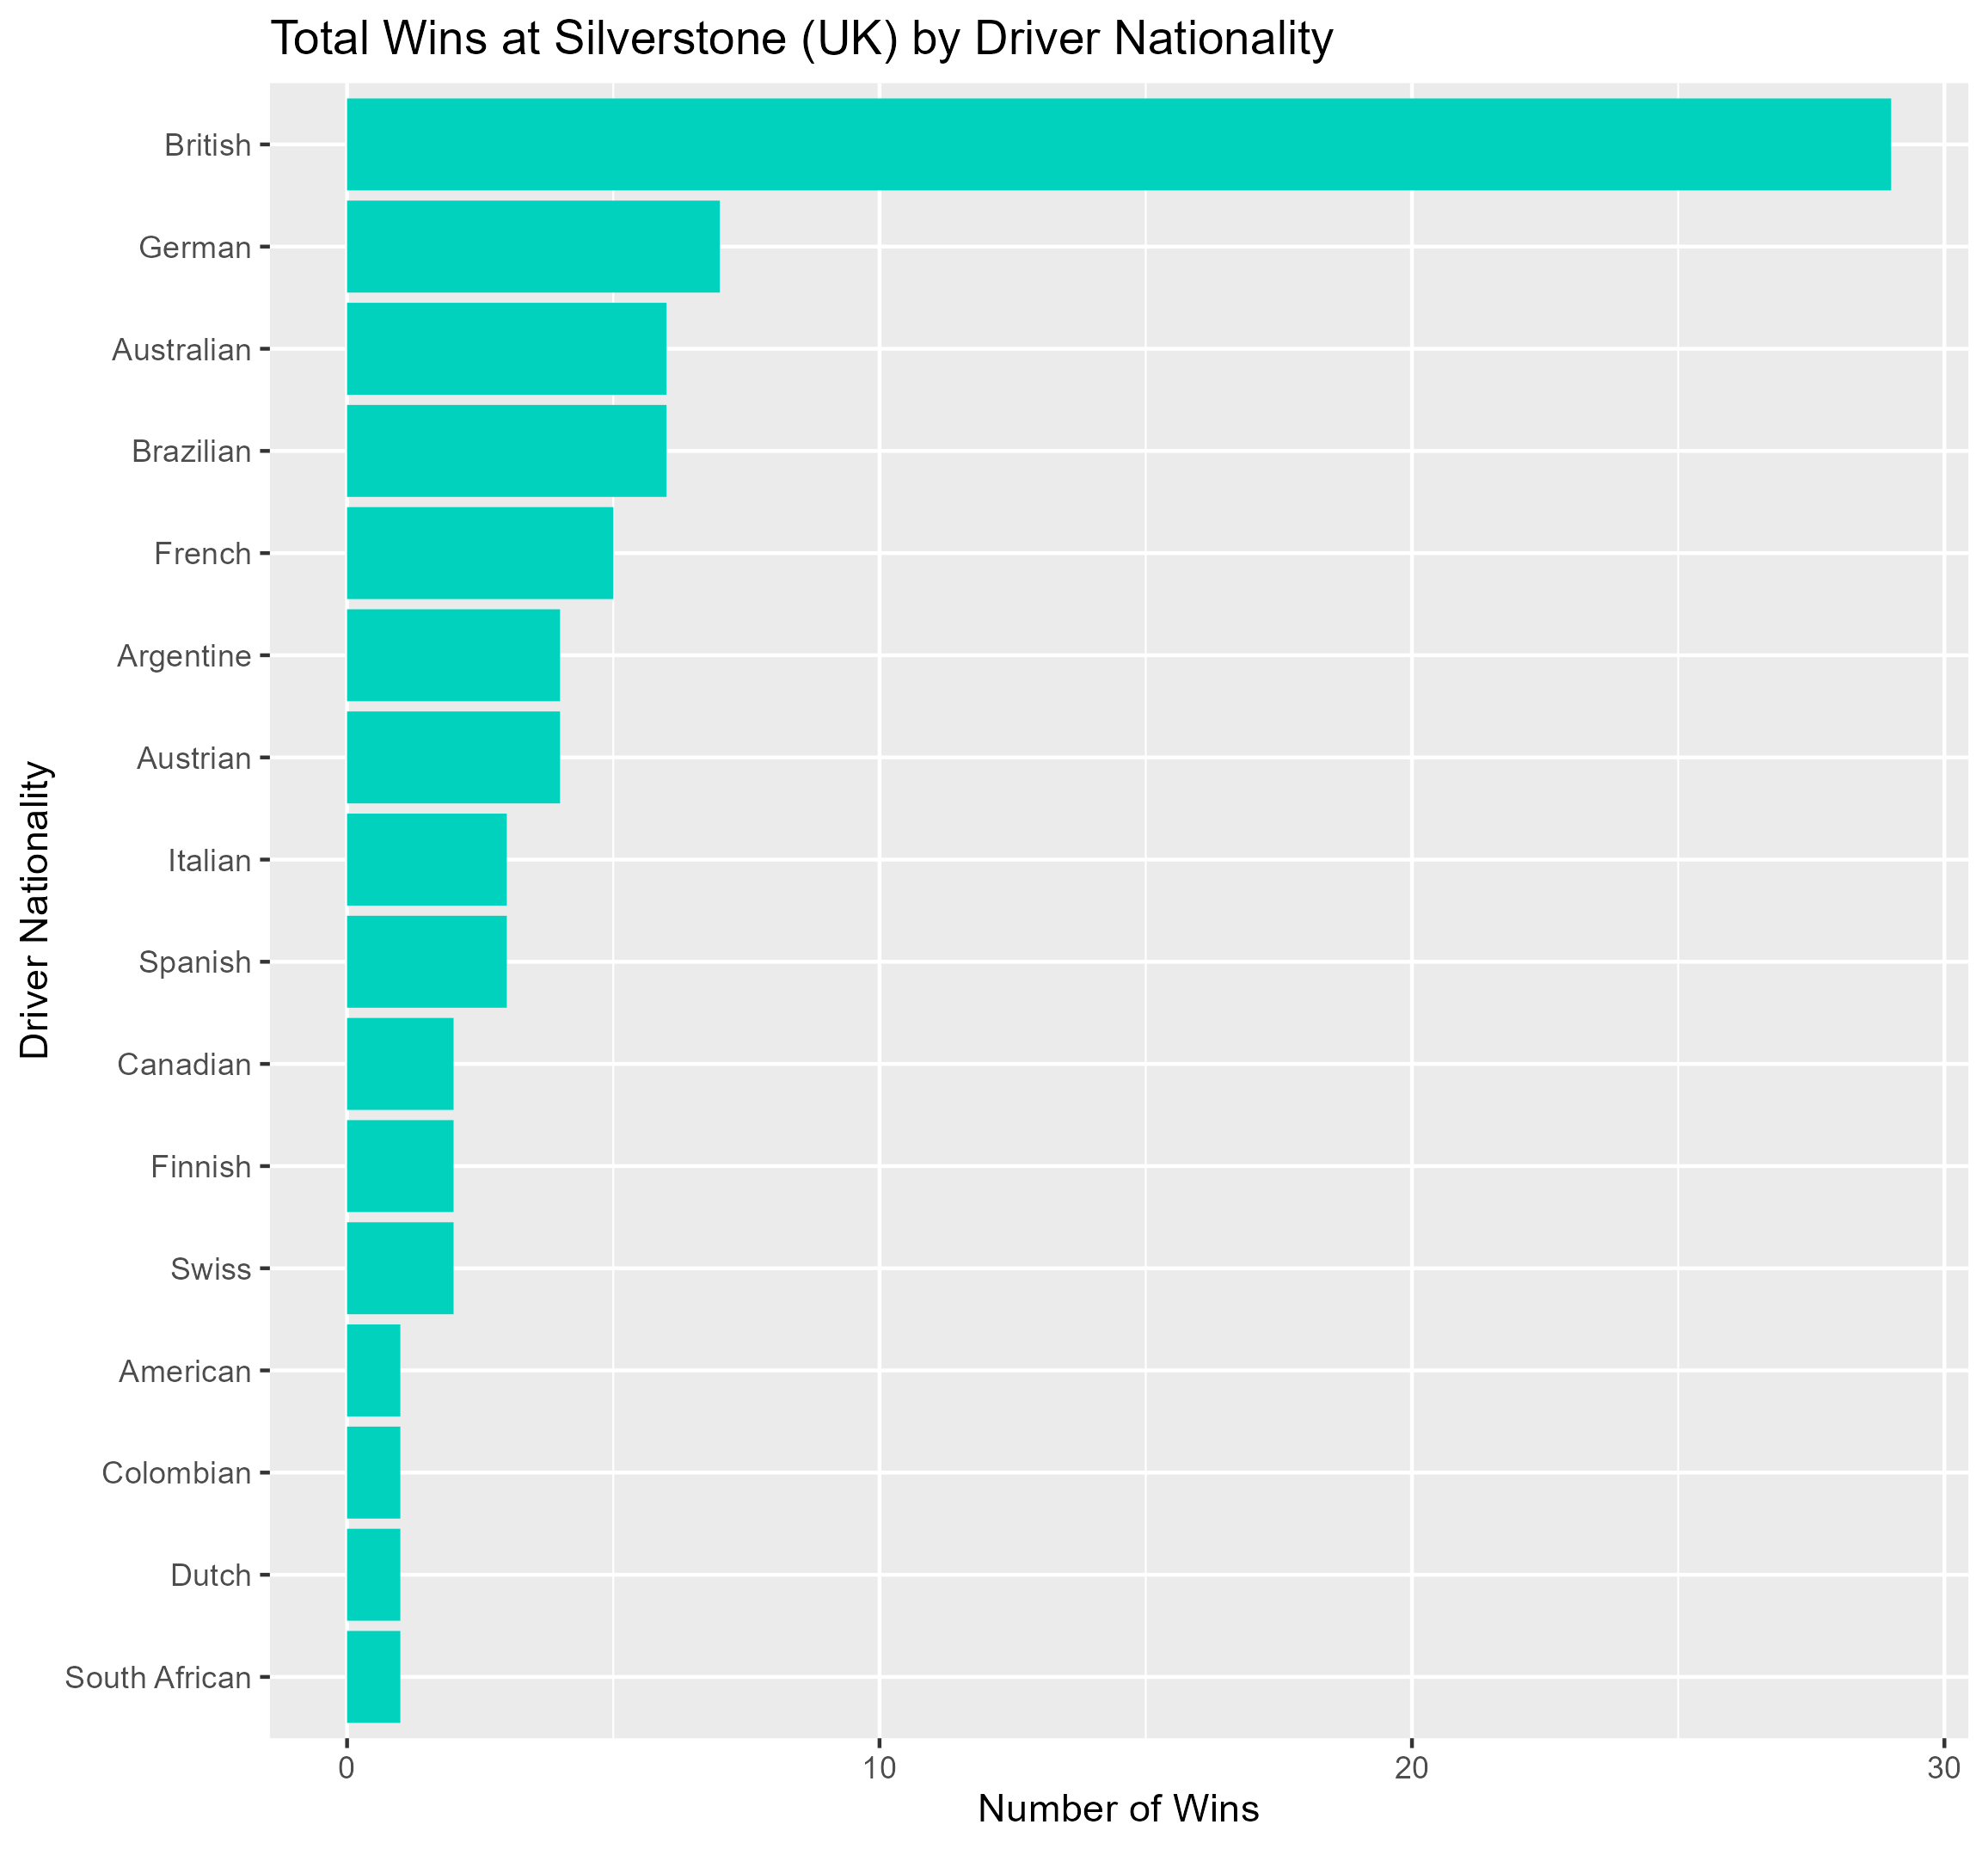 Total Wins at Silverstone (UK) by Driver Nationality
Driver Nationality
British
German
Australian
Brazilian
French
Argentine
Austrian
Italian
Spanish
Canadian
Finnish
Swiss
American
Colombian
Dutch
South African
0 10 20 30
Number of Wins